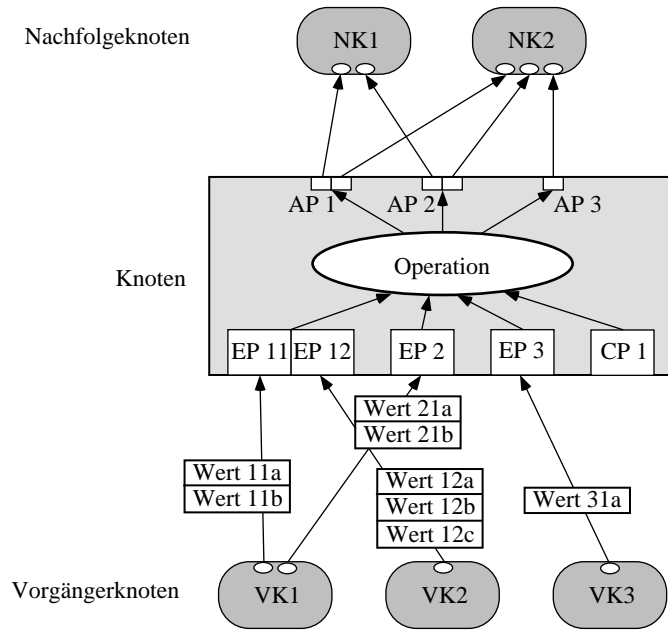 Nachfolgeknoten
NK1
NK2
AP 1
AP 2
AP 3
Operation
Knoten
EP 11
EP 12
EP 2
EP 3
CP 1
Wert 21a
Wert 21b
Wert 11a
Wert 11b
Wert 12a
Wert 12b
Wert 12c
Wert 31a
Vorgängerknoten
VK1
VK2
VK3